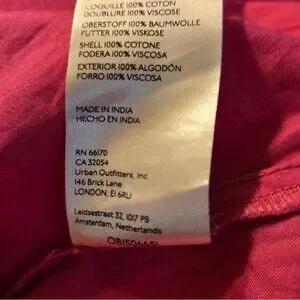 COQUILLE 100% COTON
DOUBLURE 100% VISCOSE
OBERSTOFF 100% BAUMWOLLE
FUTTER 100% VISKOSE
SHELL 100% COTONE
FODERA 100% VISCOSA
EXTERIOR 100% ALGODÓN
FORRO 100% VISCOSA
MADE IN INDIA
HECHO EN INDIA
RN 66170
CA 32054
Urban Outfitters, Inc.
146 Brick Lane
LONDON, E1 6RU
Leidsestraat 32, 1017 PB
Amsterdam, Netherlands